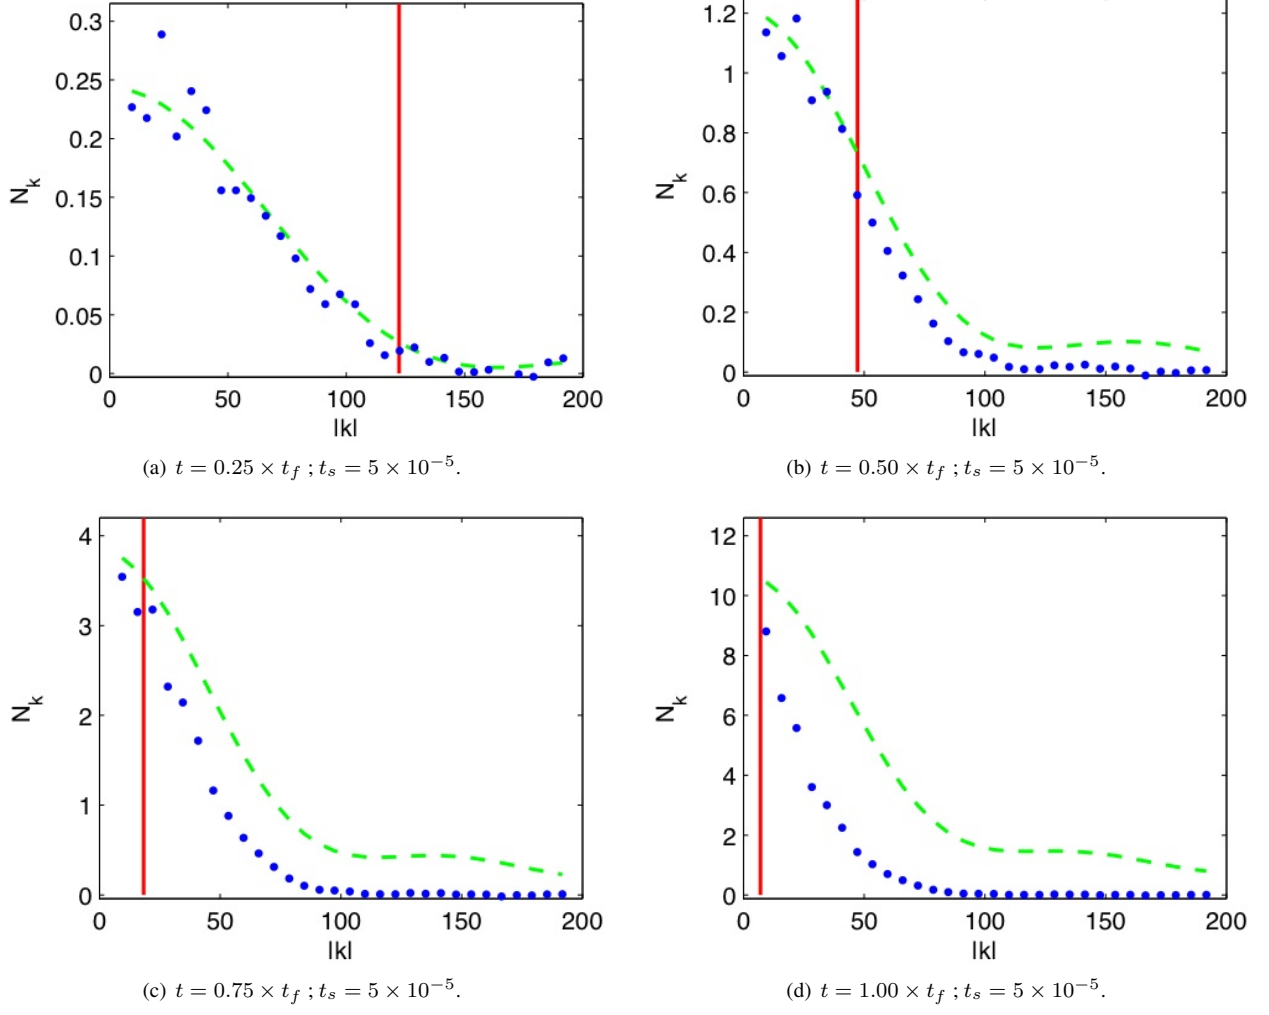 0.3
0.25
0.2
0.15
0.1
0.05
0
N_k
0 50 100 150 200
|k|
(a) t = 0.25 × t_f ; t_s = 5 × 10^{-5}.
1.2
1
0.8
0.6
0.4
0.2
0
N_k
0 50 100 150 200
|k|
(b) t = 0.50 × t_f ; t_s = 5 × 10^{-5}.
4
3
2
1
0
N_k
0 50 100 150 200
|k|
(c) t = 0.75 × t_f ; t_s = 5 × 10^{-5}.
12
10
8
6
4
2
0
N_k
0 50 100 150 200
|k|
(d) t = 1.00 × t_f ; t_s = 5 × 10^{-5}.